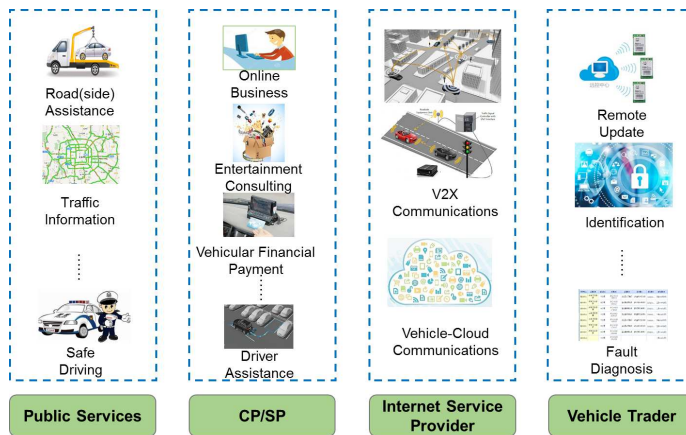 Road(side)
Assistance
Traffic
Information
Safe
Driving
Public Services
Online
Business
Entertainment
Consulting
Vehicular Financial
Payment
Driver
Assistance
CP/SP
V2X
Communications
Vehicle-Cloud
Communications
Internet Service
Provider
Remote
Update
Identification
Fault
Diagnosis
Vehicle Trader